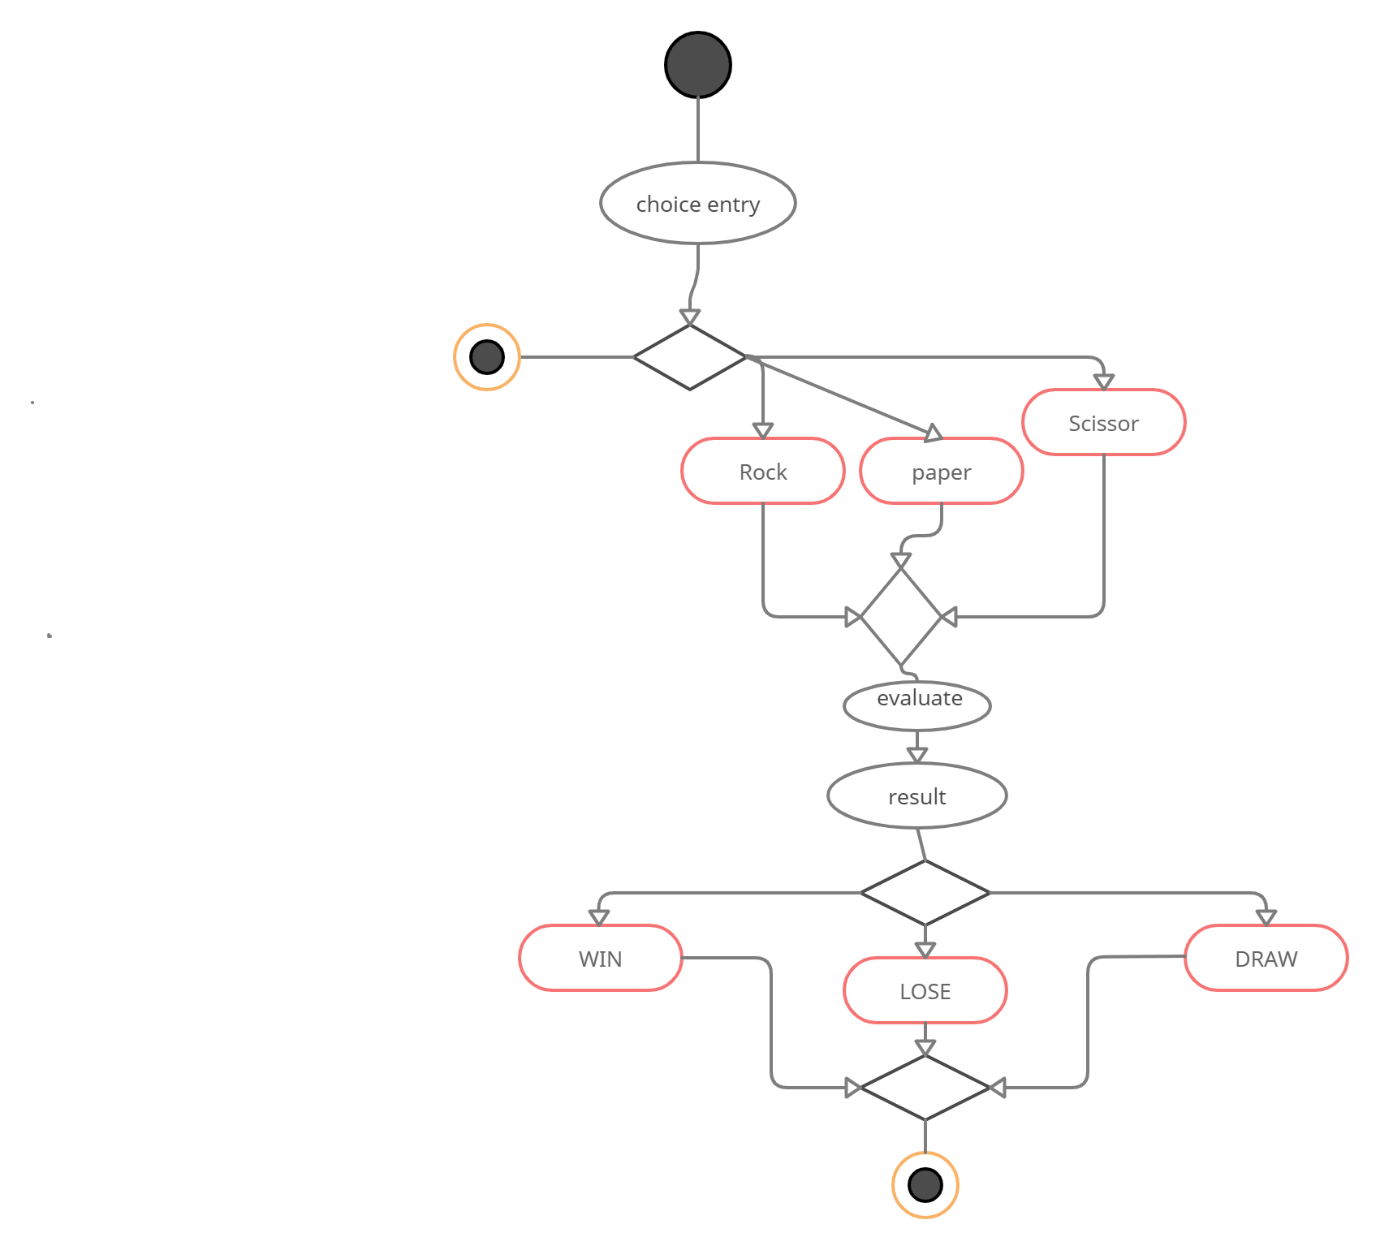 choice entry
Scissor
Rock
paper
evaluate
result
WIN
LOSE
DRAW